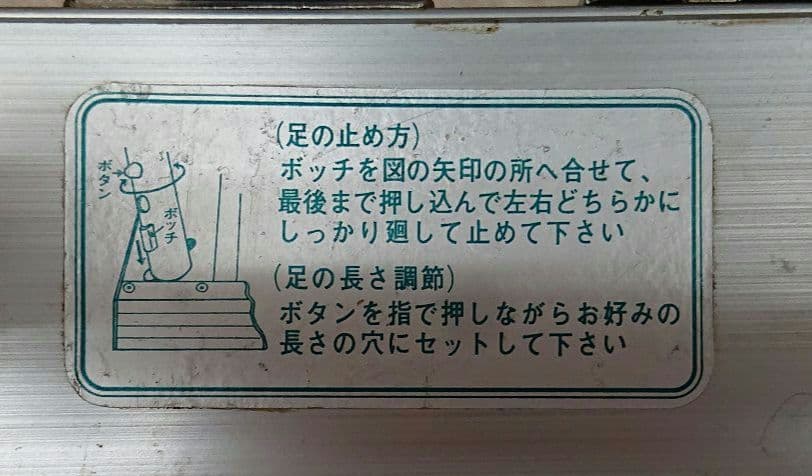 (足の止め方)
ボッチを図の矢印の所へ合せて、
最後まで押し込んで左右どちらかに
しっかり廻して止めて下さい
(足の長さ調節)
ボタンを指で押しながらお好みの
長さの穴にセットして下さい
ボタン
ボッチ